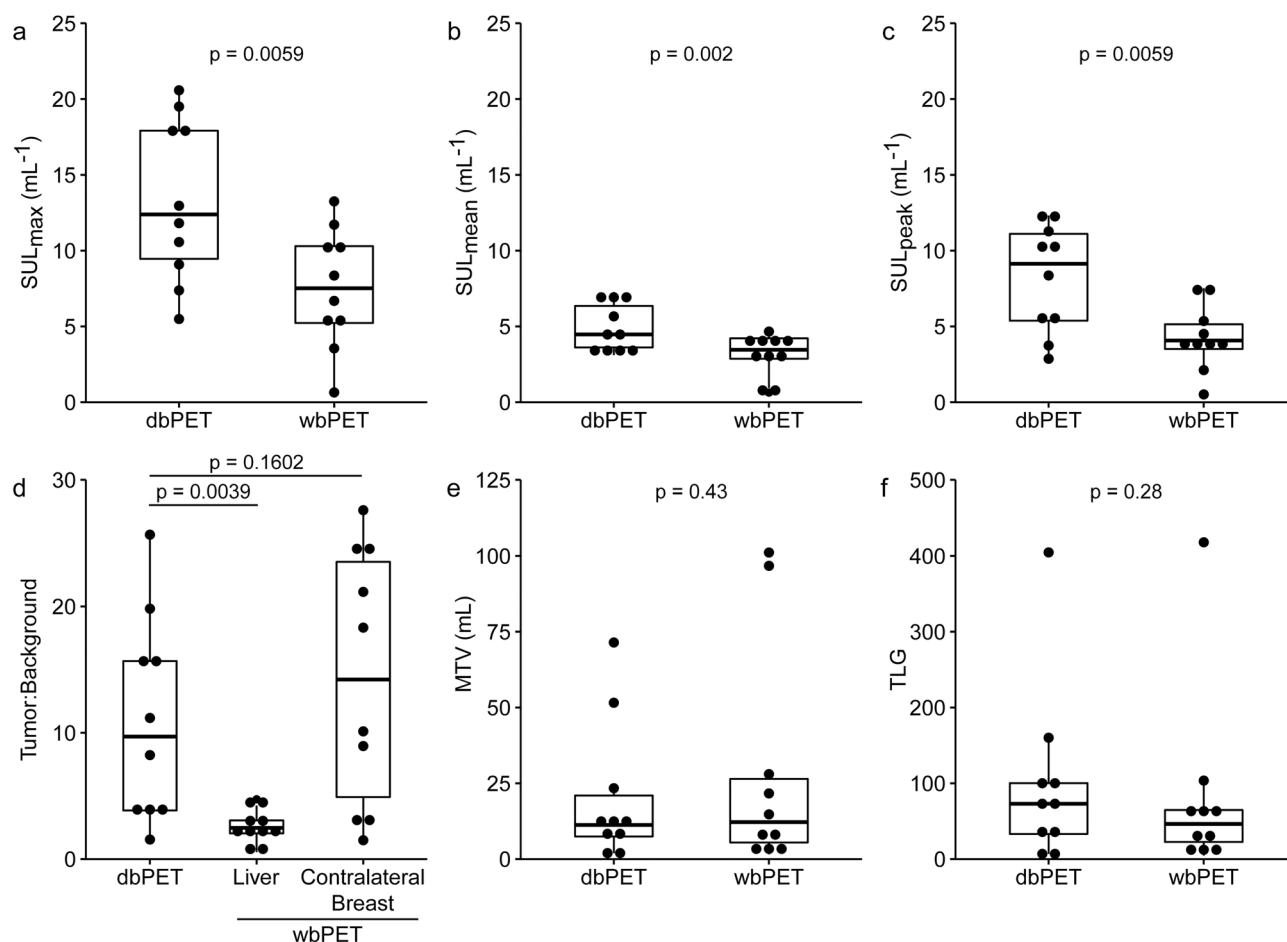 a
p = 0.0059
SULmax (mL-1)
25
20
15
10
5
0
dbPET wbPET
b
p = 0.002
SULmean (mL-1)
25
20
15
10
5
0
dbPET wbPET
c
p = 0.0059
SULpeak (mL-1)
25
20
15
10
5
0
dbPET wbPET
d
p = 0.1602
p = 0.0039
Tumor:Background
30
20
10
0
dbPET Liver Contralateral
Breast
wbPET
e
p = 0.43
MTV (mL)
125
100
75
50
25
0
dbPET wbPET
f
p = 0.28
TLG
500
400
300
200
100
0
dbPET wbPET